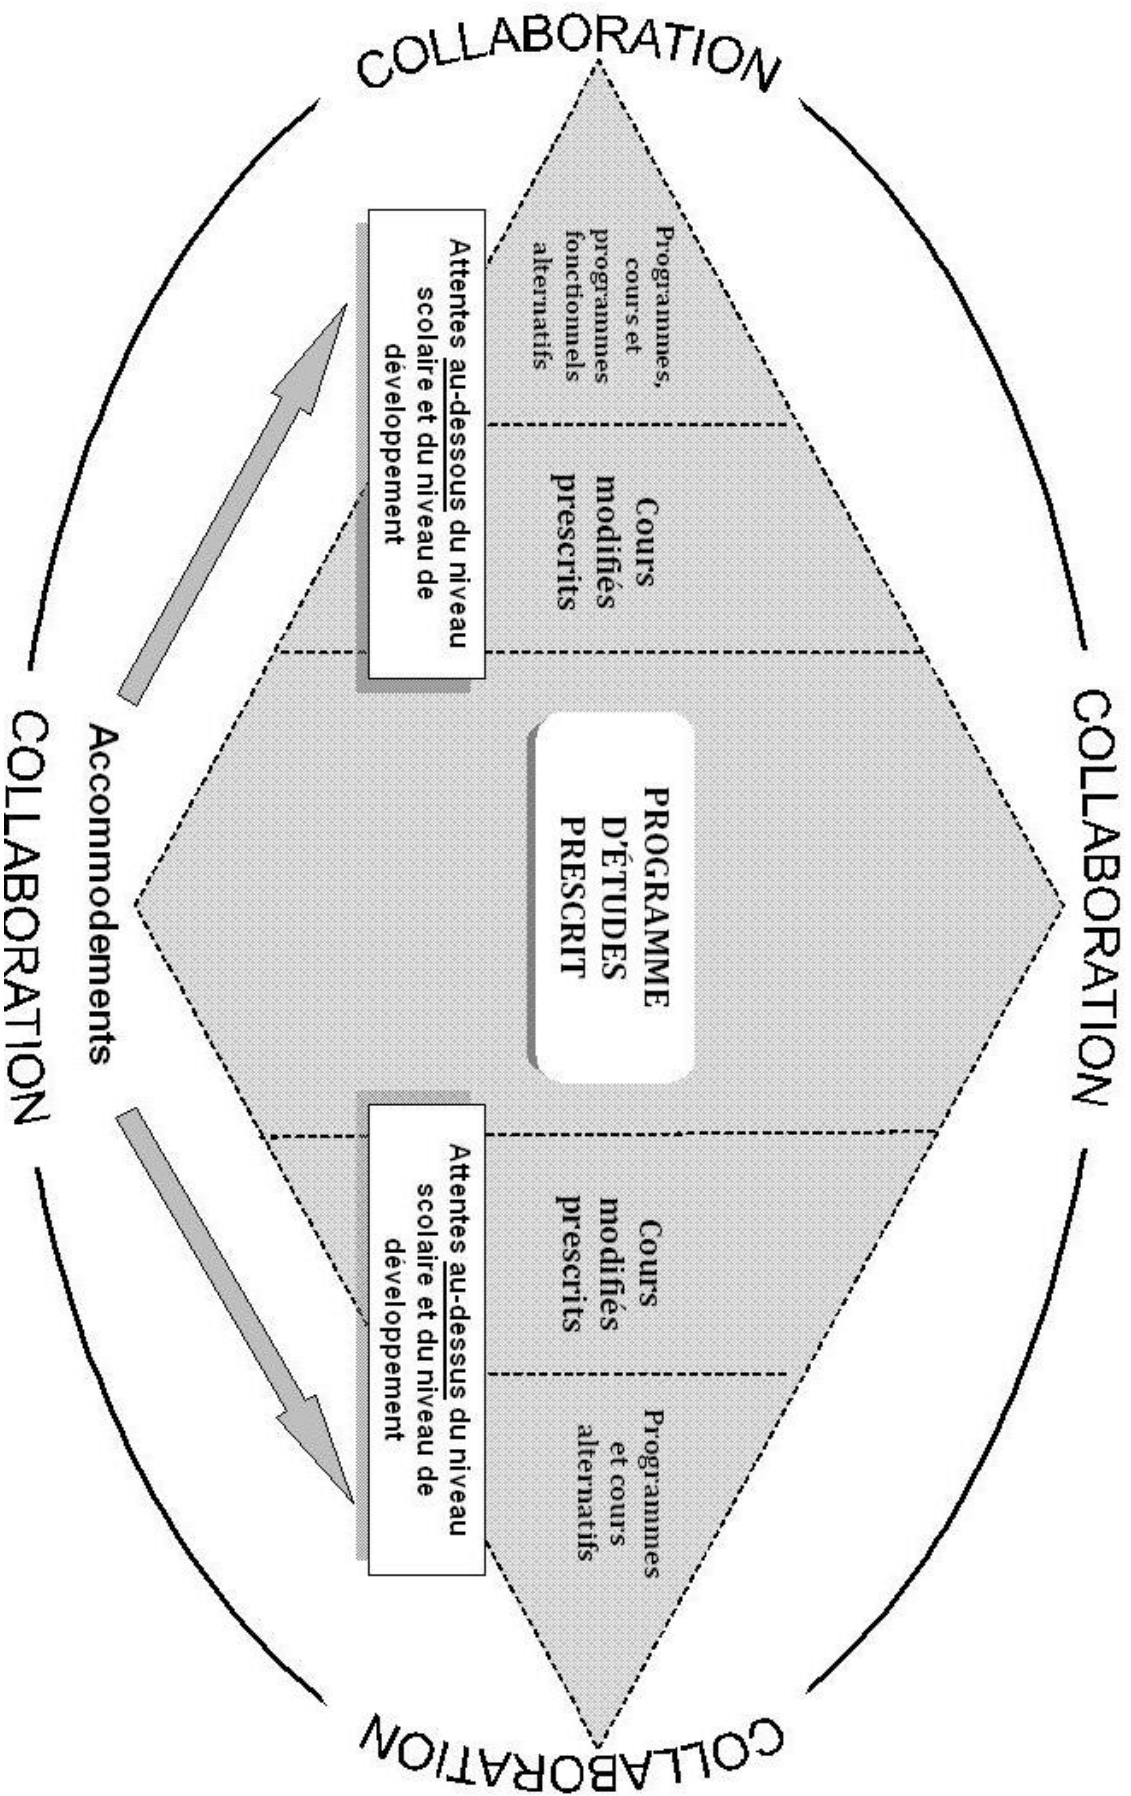 COLLABORATION
COLLABORATION
Programmes,
cours et
programmes
fonctionnels
alternatifs
Cours
modifiés
prescrits
PROGRAMME
D'ÉTUDES
PRESCRIT
Cours
modifiés
prescrits
Programmes
et cours
alternatifs
Attentes au-dessous du niveau
scolaire et du niveau de
développement
Attentes au-dessus du niveau
scolaire et du niveau de
développement
Accommodements
COLLABORATION
COLLABORATION